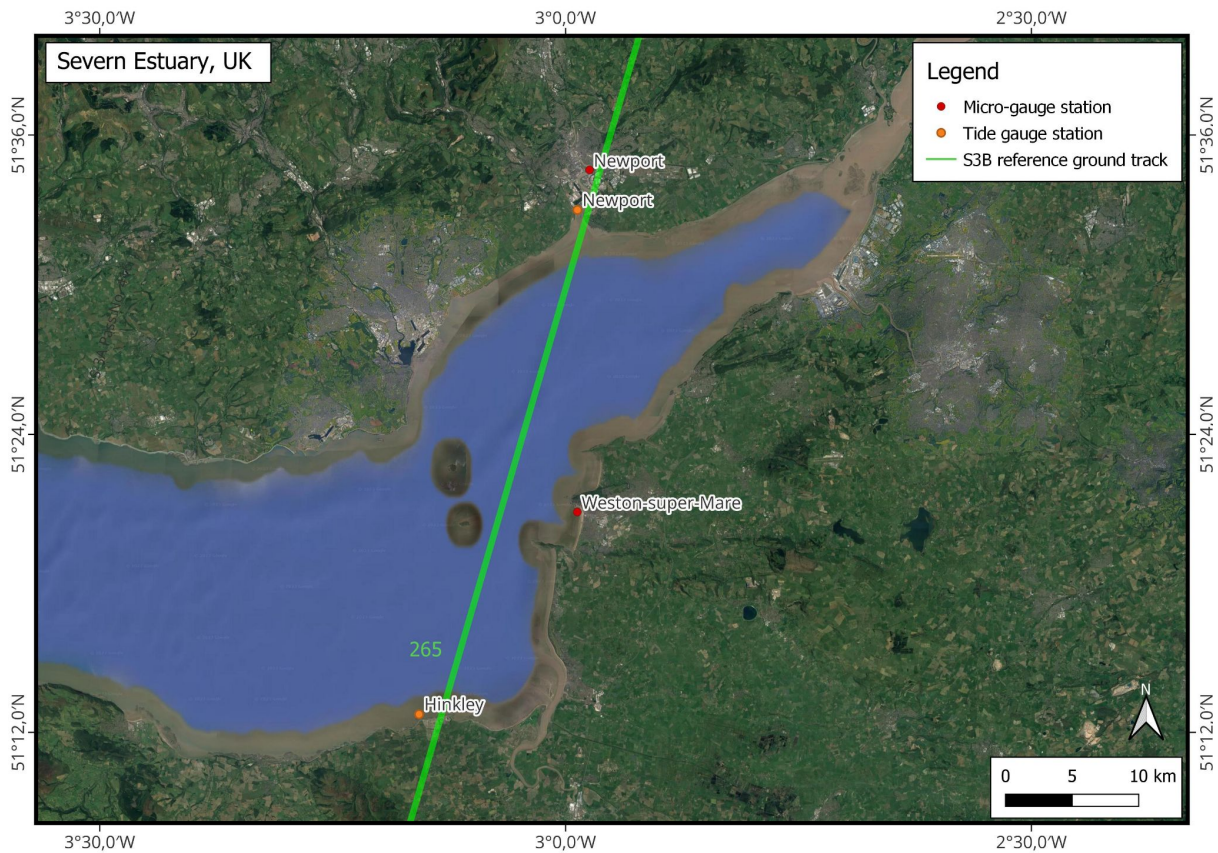 3°30,0′W 3°0,0′W 2°30,0′W
Severn Estuary, UK
Legend
Micro-gauge station
Tide gauge station
S3B reference ground track
51°36,0′N 51°36,0′N
Newport
Newport
51°24,0′N 51°24,0′N
Weston-super-Mare
265
Hinkley
N
51°12,0′N 51°12,0′N
0 5 10 km
3°30,0′W 3°0,0′W 2°30,0′W